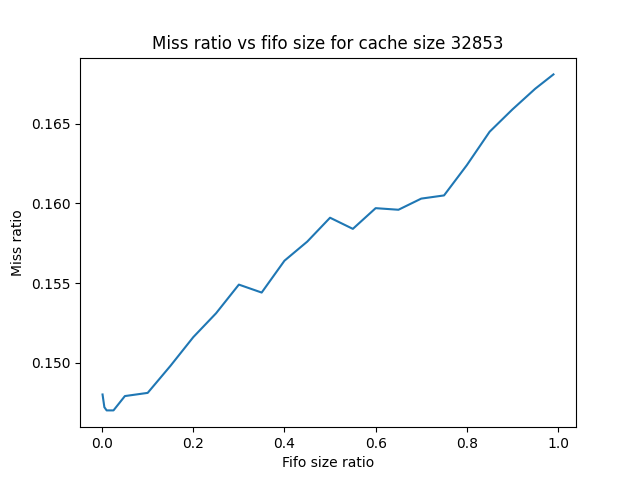 Miss ratio vs fifo size for cache size 32853
0.165
0.160
0.155
0.150
Miss ratio
0.0 0.2 0.4 0.6 0.8 1.0
Fifo size ratio